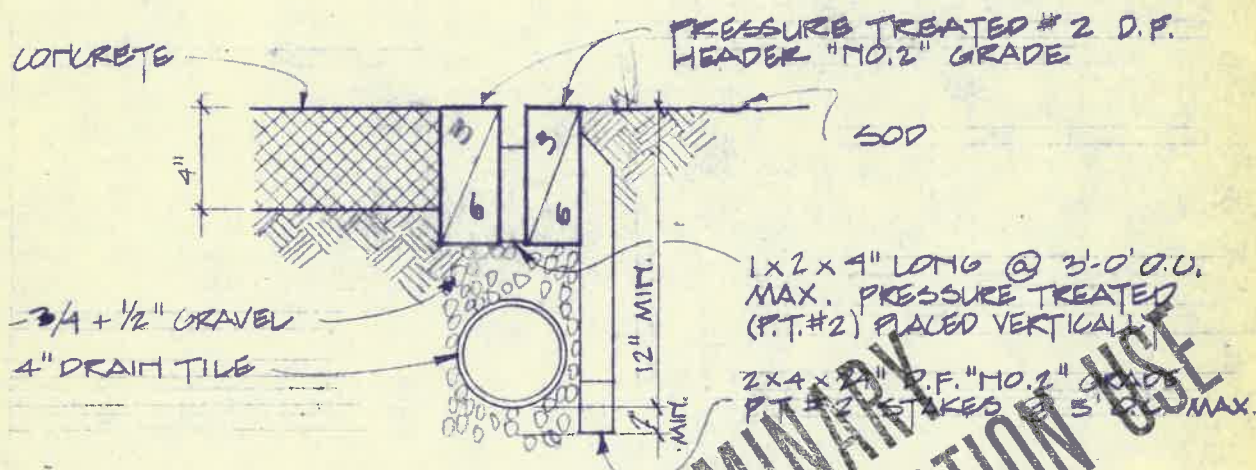 CONCRETE
PRESSURE TREATED #2 D.F.
HEADER "NO.2" GRADE
SOD
4"
3
6
3
6
1x2x4" LONG @ 3'-0" O.C.
MAX. PRESSURE TREATED
(P.T.#2) PLACED VERTICALLY
3/4 + 1/2" GRAVEL
4" DRAIN TILE
12" MIN.
2x4x24" D.F. "NO.2" GRADE
P.T. #2 STAKES @ 3' O.C. MAX.
MIN.